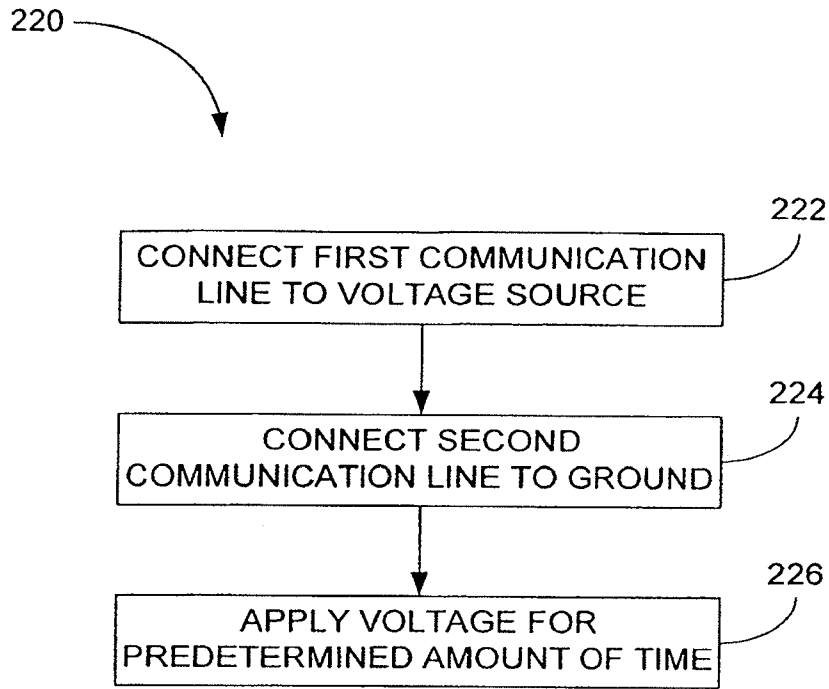 220
222
CONNECT FIRST COMMUNICATION
LINE TO VOLTAGE SOURCE
224
CONNECT SECOND
COMMUNICATION LINE TO GROUND
226
APPLY VOLTAGE FOR
PREDETERMINED AMOUNT OF TIME